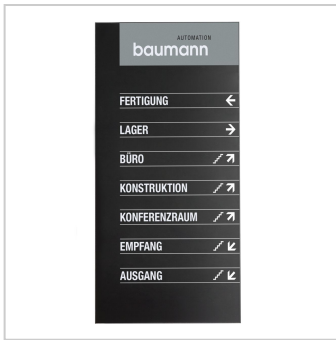 AUTOMATION
baumann
FERTIGUNG
LAGER
BÜRO
KONSTRUKTION
KONFERENZRAUM
EMPFANG
AUSGANG